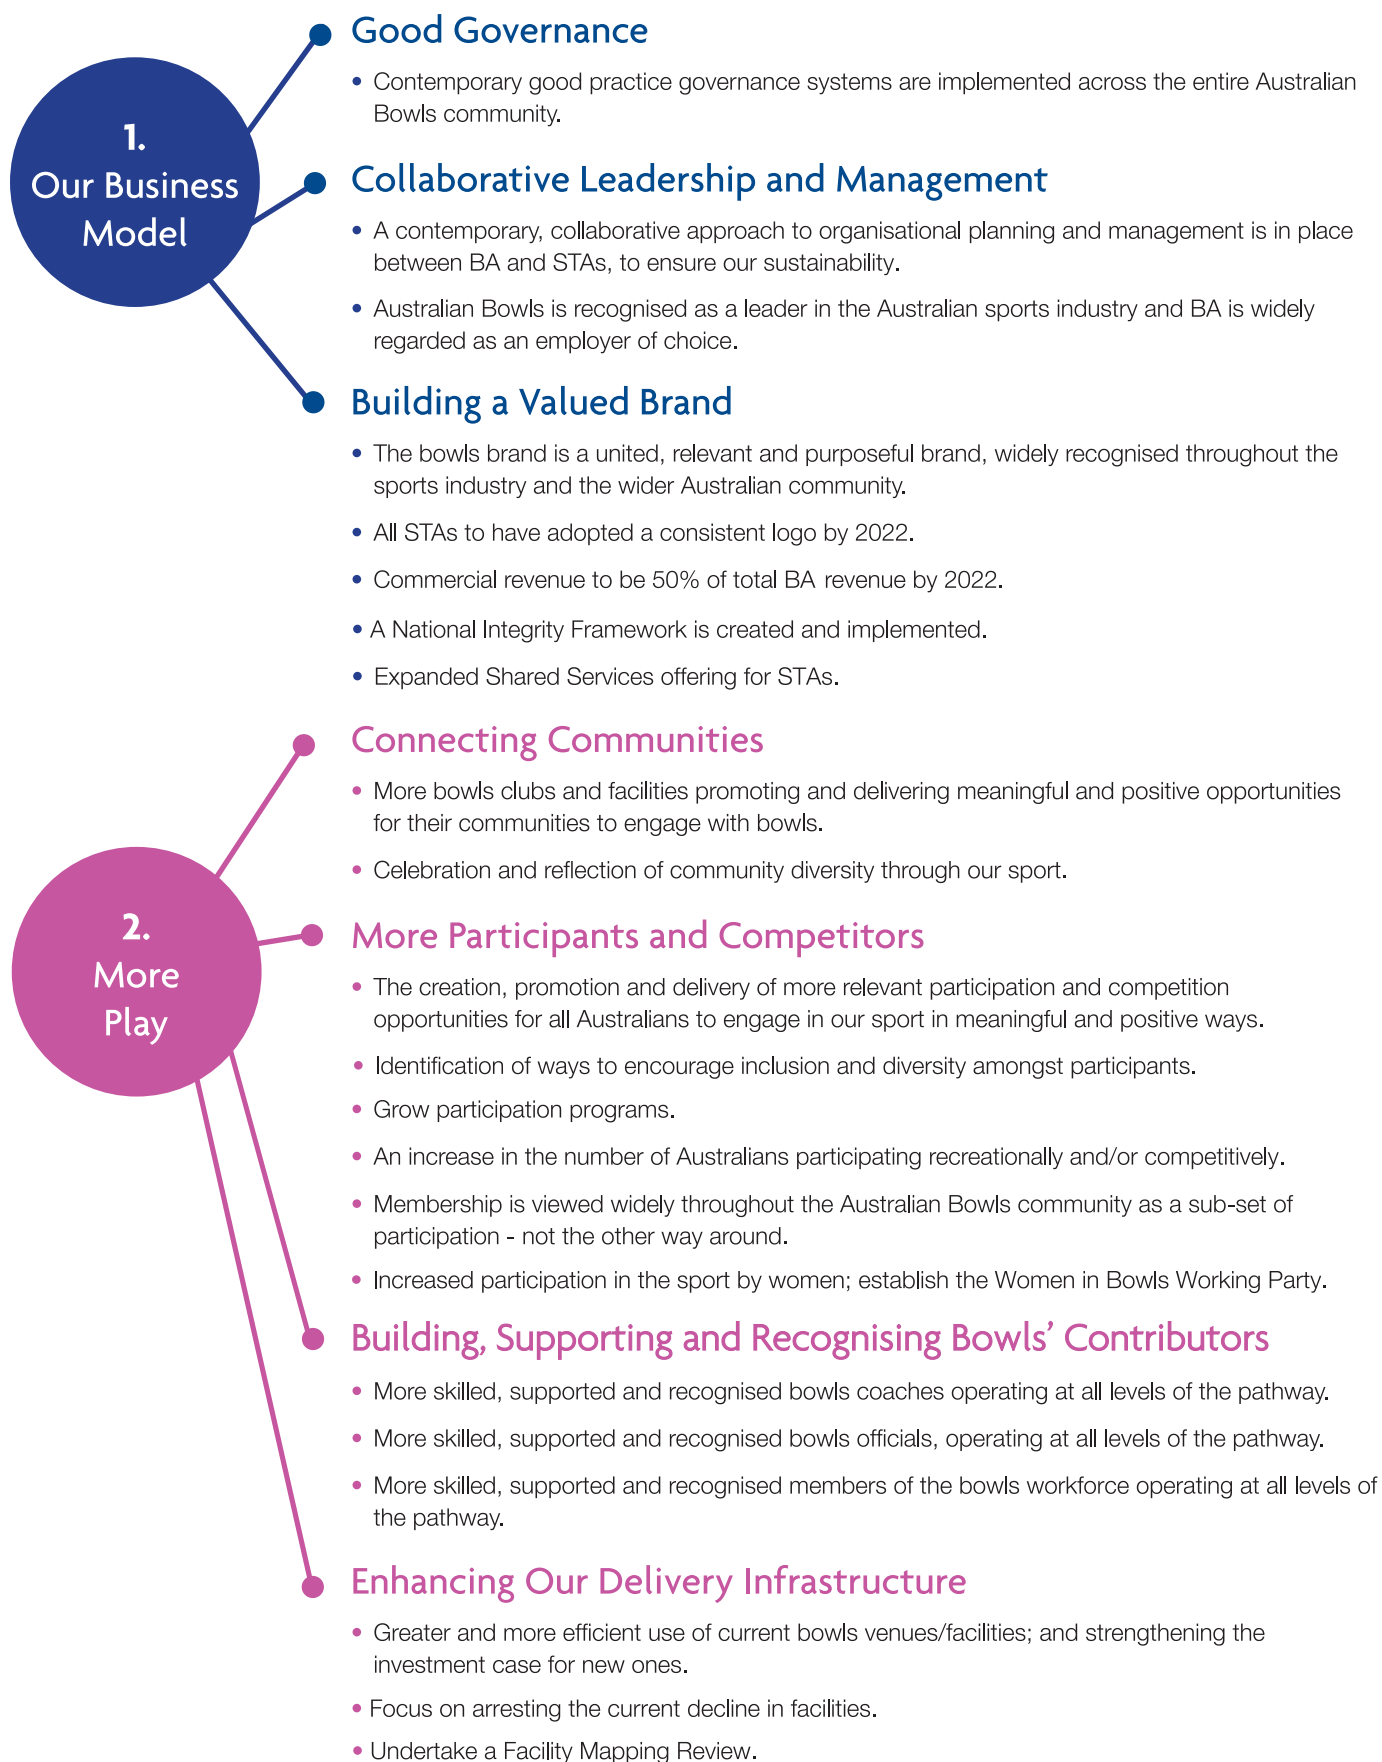 1.
Our Business
Model
Good Governance
• Contemporary good practice governance systems are implemented across the entire Australian
Bowls community.
Collaborative Leadership and Management
• A contemporary, collaborative approach to organisational planning and management is in place
between BA and STAs, to ensure our sustainability.
• Australian Bowls is recognised as a leader in the Australian sports industry and BA is widely
regarded as an employer of choice.
Building a Valued Brand
• The bowls brand is a united, relevant and purposeful brand, widely recognised throughout the
sports industry and the wider Australian community.
• All STAs to have adopted a consistent logo by 2022.
• Commercial revenue to be 50% of total BA revenue by 2022.
• A National Integrity Framework is created and implemented.
• Expanded Shared Services offering for STAs.
2.
More
Play
Connecting Communities
• More bowls clubs and facilities promoting and delivering meaningful and positive opportunities
for their communities to engage with bowls.
• Celebration and reflection of community diversity through our sport.
More Participants and Competitors
• The creation, promotion and delivery of more relevant participation and competition
opportunities for all Australians to engage in our sport in meaningful and positive ways.
• Identification of ways to encourage inclusion and diversity amongst participants.
• Grow participation programs.
• An increase in the number of Australians participating recreationally and/or competitively.
• Membership is viewed widely throughout the Australian Bowls community as a sub-set of
participation - not the other way around.
• Increased participation in the sport by women; establish the Women in Bowls Working Party.
Building, Supporting and Recognising Bowls’ Contributors
• More skilled, supported and recognised bowls coaches operating at all levels of the pathway.
• More skilled, supported and recognised bowls officials, operating at all levels of the pathway.
• More skilled, supported and recognised members of the bowls workforce operating at all levels of
the pathway.
Enhancing Our Delivery Infrastructure
• Greater and more efficient use of current bowls venues/facilities; and strengthening the
investment case for new ones.
• Focus on arresting the current decline in facilities.
• Undertake a Facility Mapping Review.